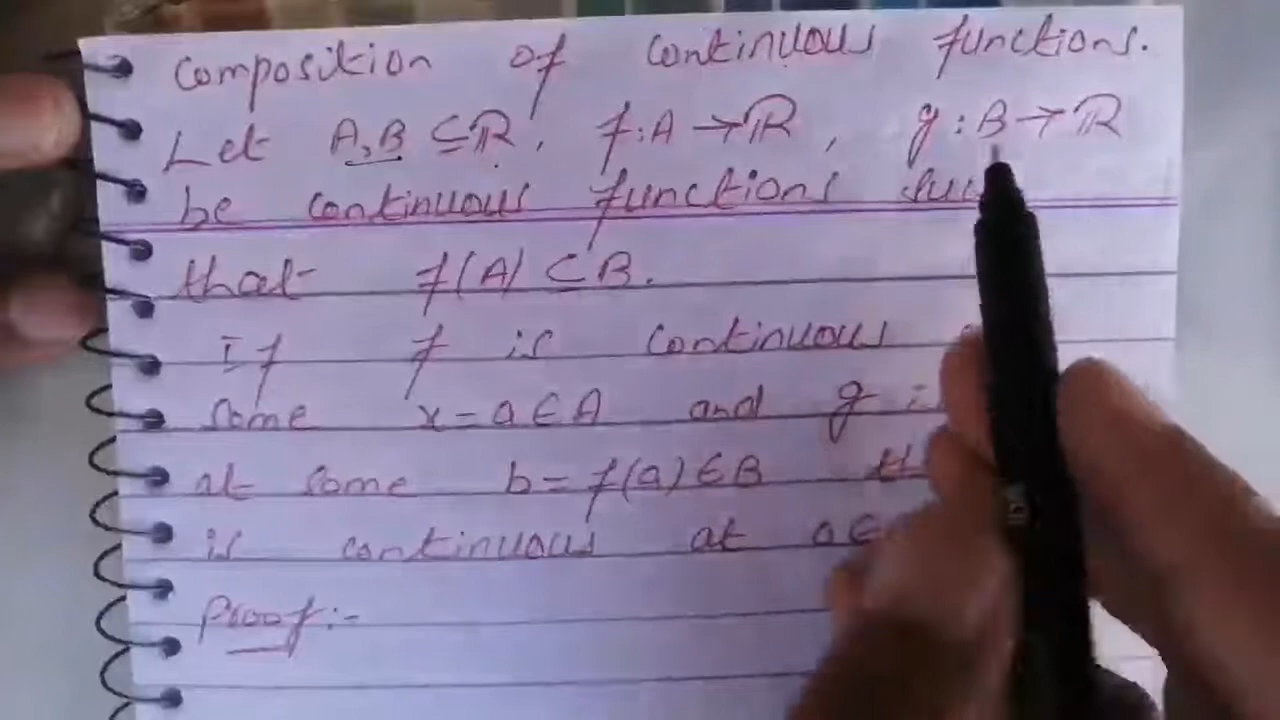 Composition of continuous functions.
Let A,B ⊆ ℝ, f:A→ℝ, g:B→ℝ
be continuous functions
that f(A) ⊆ B.
If f is continuous
some x=a∈A and g
at some b=f(a)∈B
is continuous at a∈
Proof:-